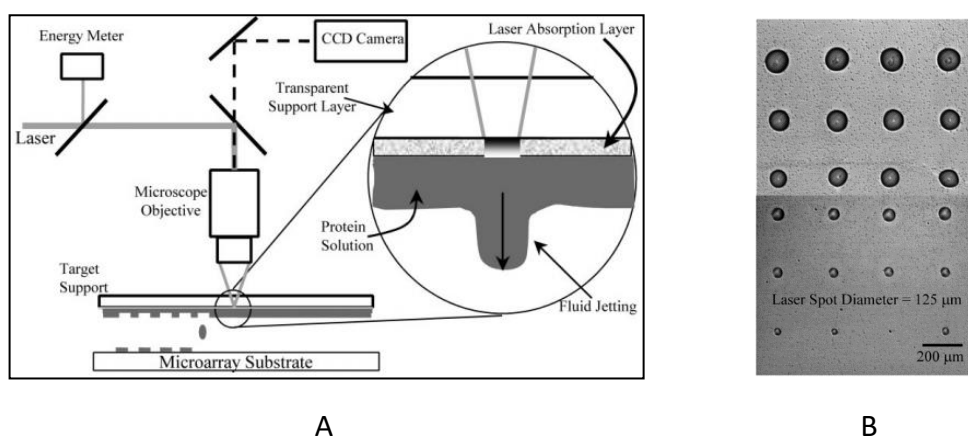 Energy Meter
CCD Camera
Laser Absorption Layer
Transparent
Support Layer
Laser
Microscope
Objective
Protein
Solution
Target
Support
Fluid Jetting
Microarray Substrate
Laser Spot Diameter = 125 μm
200 μm
A
B